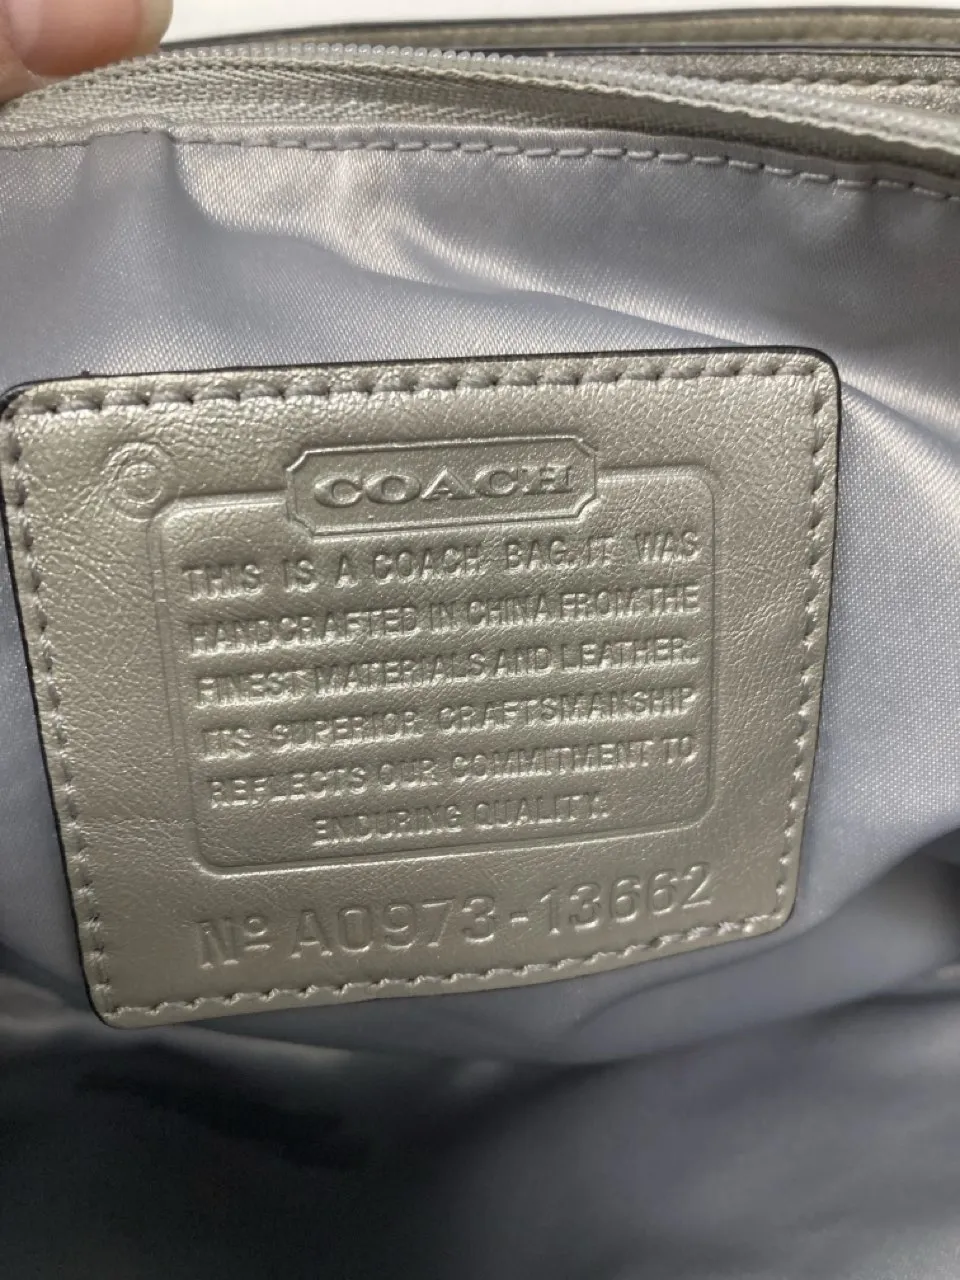 COACH
THIS IS A COACH BAG. IT WAS
HANDCRAFTED IN CHINA FROM THE
FINEST MATERIALS AND LEATHER.
ITS SUPERIOR CRAFTSMANSHIP
REFLECTS OUR COMMITMENT TO
ENDURING QUALITY.
Nº A0973-13662